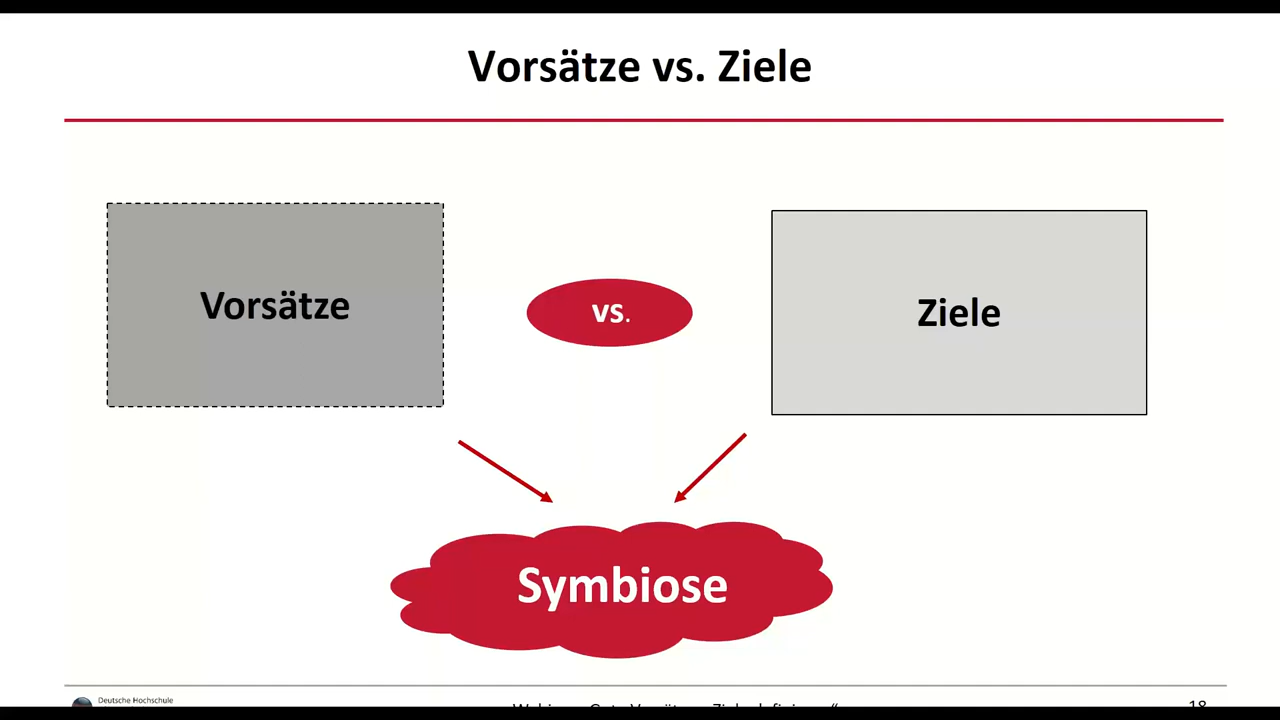 Vorsätze vs. Ziele
Vorsätze
vs.
Ziele
Symbiose
Deutsche Hochschule
18